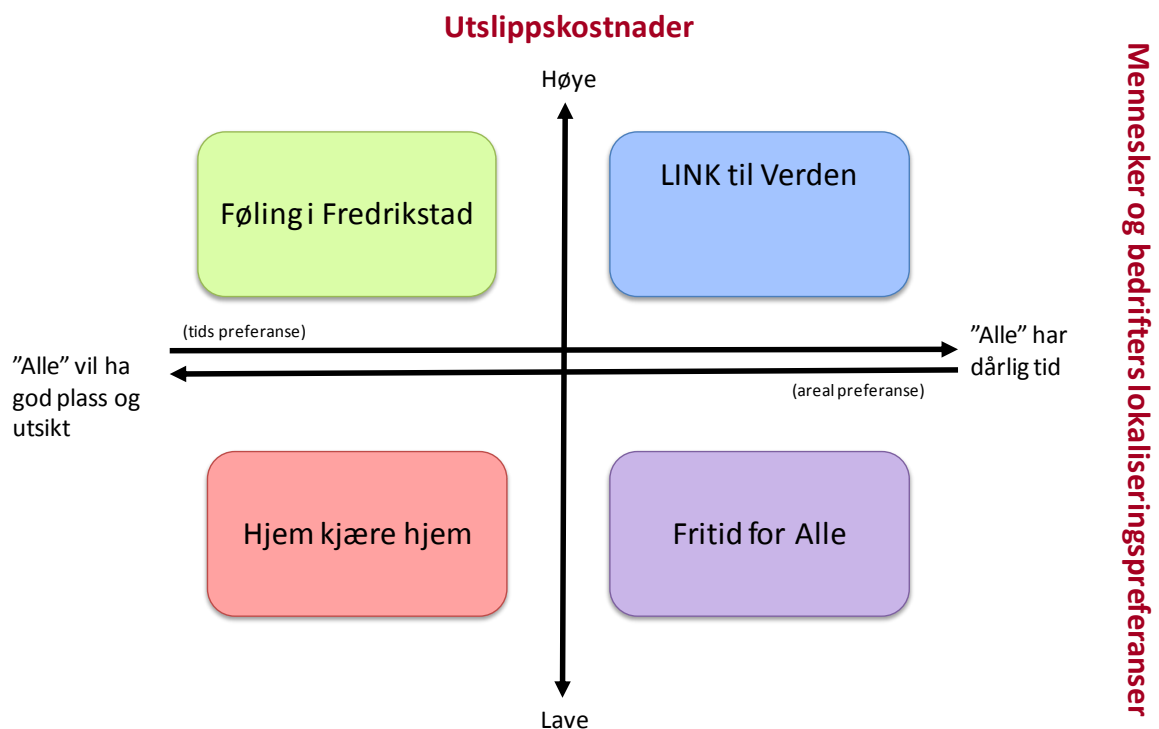 Utslippskostnader
Høye
Mennesker og bedrifters lokaliseringspreferanser
Føling i Fredrikstad
LINK til Verden
(tids preferanse)
”Alle” vil ha
god plass og
utsikt
”Alle” har
dårlig tid
(areal preferanse)
Hjem kjære hjem
Fritid for Alle
Lave